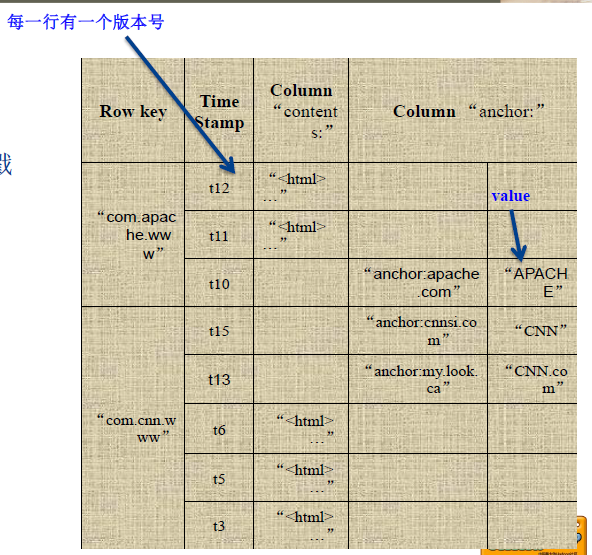 每一行有一个版本号
戳
Row key
Time
Stamp
Column
“content
s:”
Column “anchor:”
“com.apac
he.ww
w”
t12
“<html>
…”
value
t11
“<html>
…”
t10
“anchor:apache
.com”
“APACH
E”
“com.cnn.w
ww”
t15
“anchor:cnnsi.co
m”
“CNN”
t13
“anchor:my.look.
ca”
“CNN.co
m”
t6
“<html>
…”
t5
“<html>
…”
t3
“<html>
…”